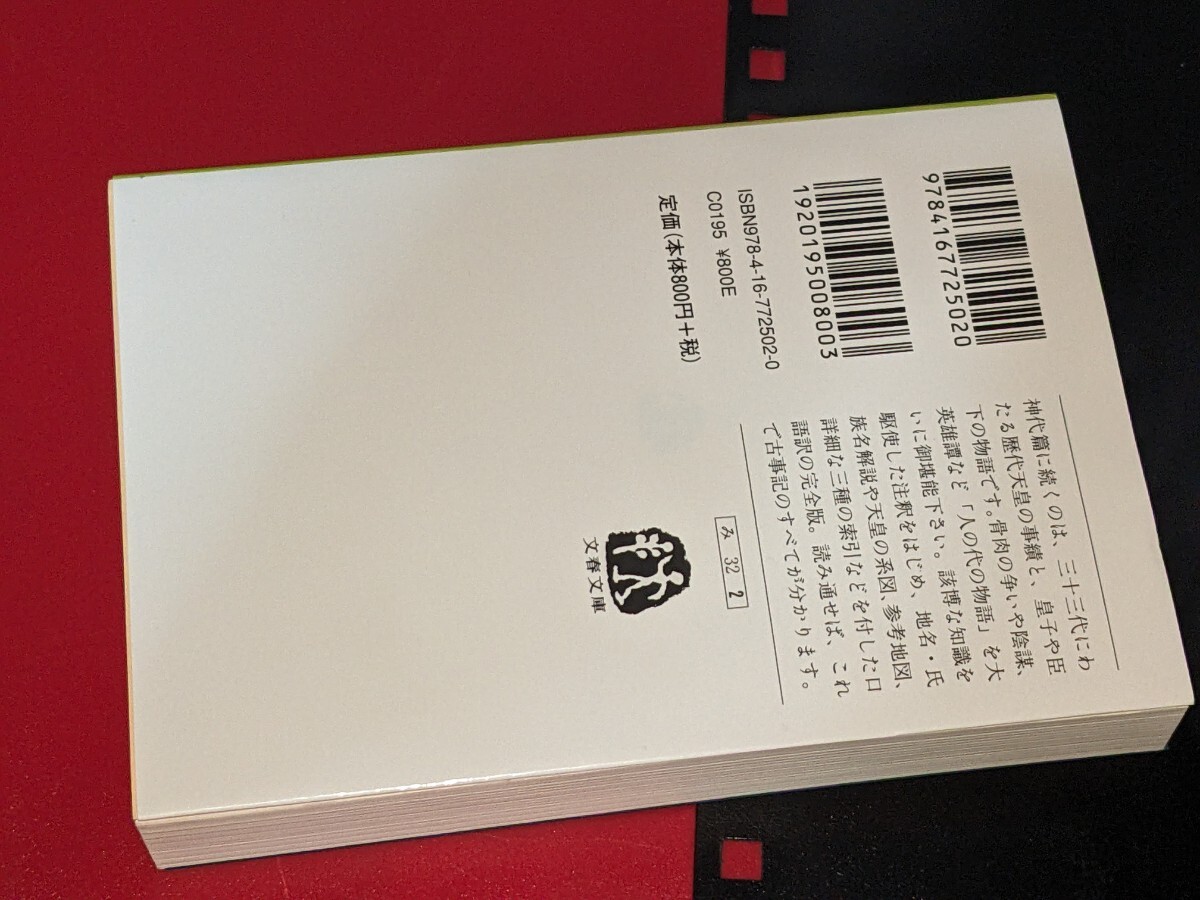 9784167725020
1920195008003
ISBN978-4-16-772502-0
C0195 ¥800E
定価(本体800円+税)
神代篇に続くのは、三十三代にわ
たる歴代天皇の事績と、皇子や臣
下の物語です。骨肉の争いや陰謀、
英雄譚など「人の代の物語」を大
いに御堪能下さい。該博な知識を
駆使した注釈をはじめ、地名・氏
族名解説や天皇の系図、参考地図、
詳細な三種の索引などを付した口
語訳の完全版。読み通せば、これ
で古事記のすべてが分かります。
み 32 2
文春文庫